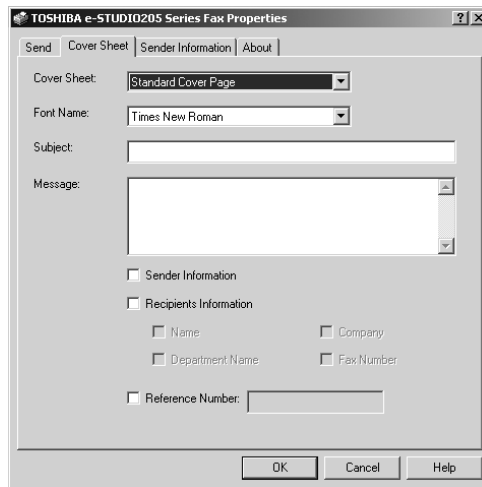 TOSHIBA e-STUDIO205 Series Fax Properties
Send Cover Sheet Sender Information About
Cover Sheet: Standard Cover Page
Font Name: Times New Roman
Subject:
Message:
Sender Information
Recipients Information
Name Company
Department Name Fax Number
Reference Number:
OK Cancel Help